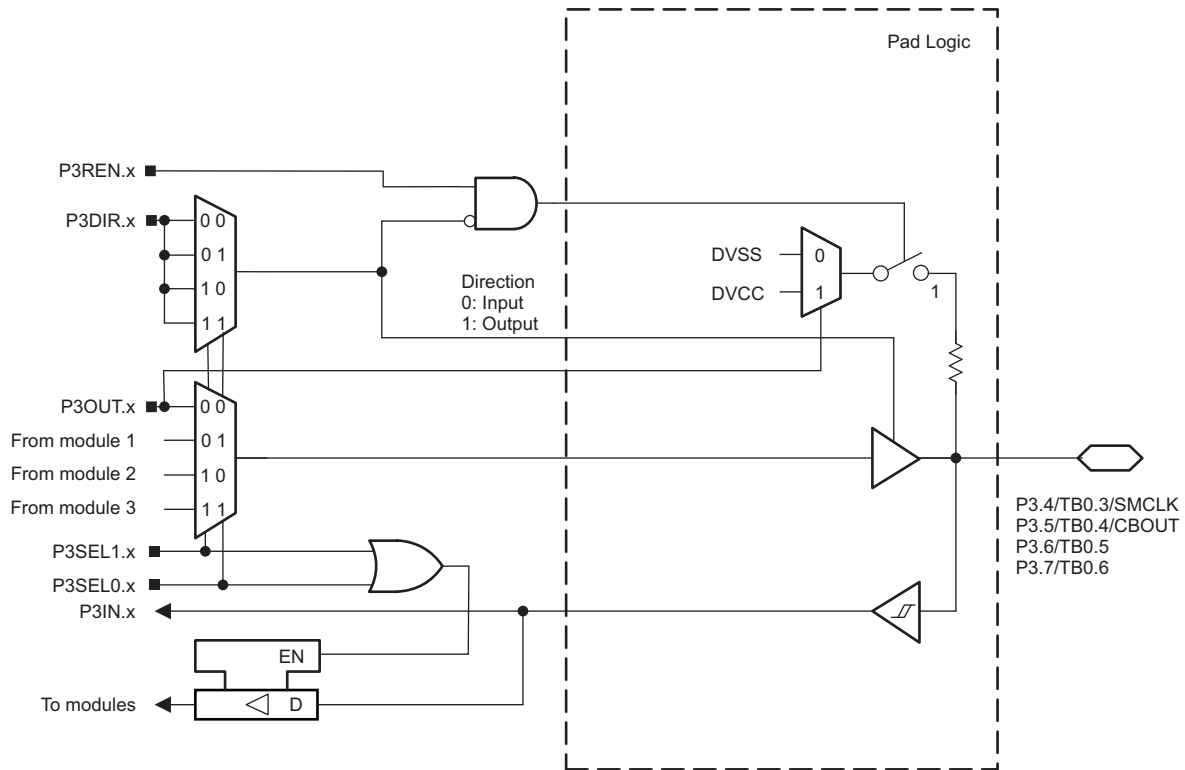 Pad Logic
P3REN.x
P3DIR.x
0 0
0 1
1 0
1 1
Direction
0: Input
1: Output
DVSS
DVCC
0
1
1
P3OUT.x
From module 1
From module 2
From module 3
0 0
0 1
1 0
1 1
P3SEL1.x
P3SEL0.x
P3IN.x
EN
D
To modules
P3.4/TB0.3/SMCLK
P3.5/TB0.4/CBOUT
P3.6/TB0.5
P3.7/TB0.6